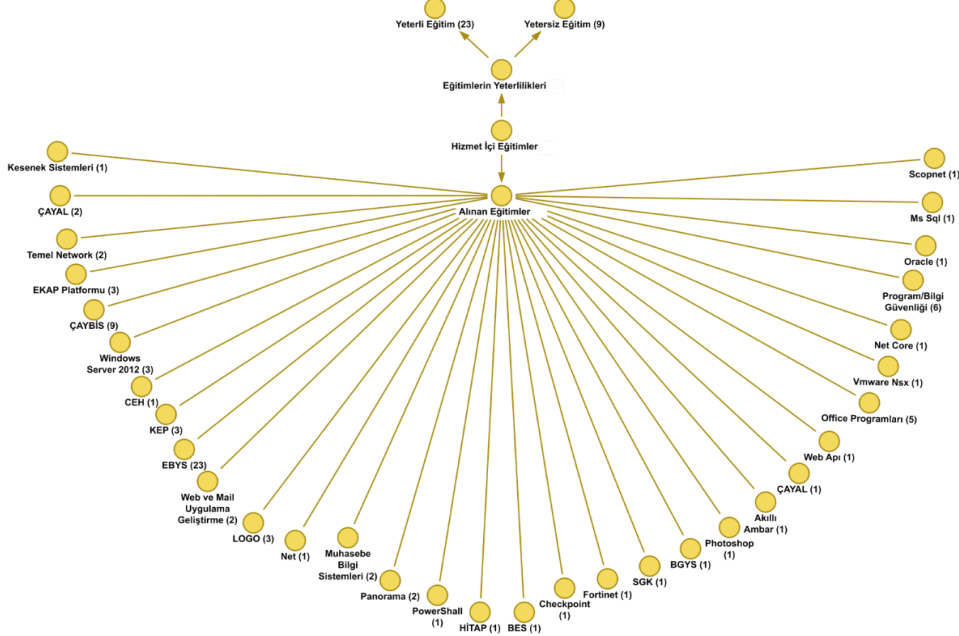 Yeterli Eğitim (23)
Yetersiz Eğitim (9)
Eğitimlerin Yeterlilikleri
Hizmet İçi Eğitimler
Alınan Eğitimler
Kesenek Sistemleri (1)
ÇAYAL (2)
Temel Network (2)
EKAP Platformu (3)
ÇAYBİS (9)
Windows
Server 2012 (3)
CEH (1)
KEP (3)
EBYS (23)
Web ve Mail
Uygulama
Geliştirme (2)
LOGO (3)
Net (1)
Muhasebe
Bilgi
Sistemleri (2)
Panorama (2)
PowerShall
(1)
HİTAP (1)
BES (1)
Checkpoint
(1)
Fortinet (1)
SGK (1)
BGYS (1)
Photoshop
(1)
Akıllı
Ambar (1)
ÇAYAL (1)
Web Apı (1)
Office Programları (5)
Vmware Nsx (1)
Net Core (1)
Program/Bilgi
Güvenliği (6)
Oracle (1)
Ms Sql (1)
Scopnet (1)